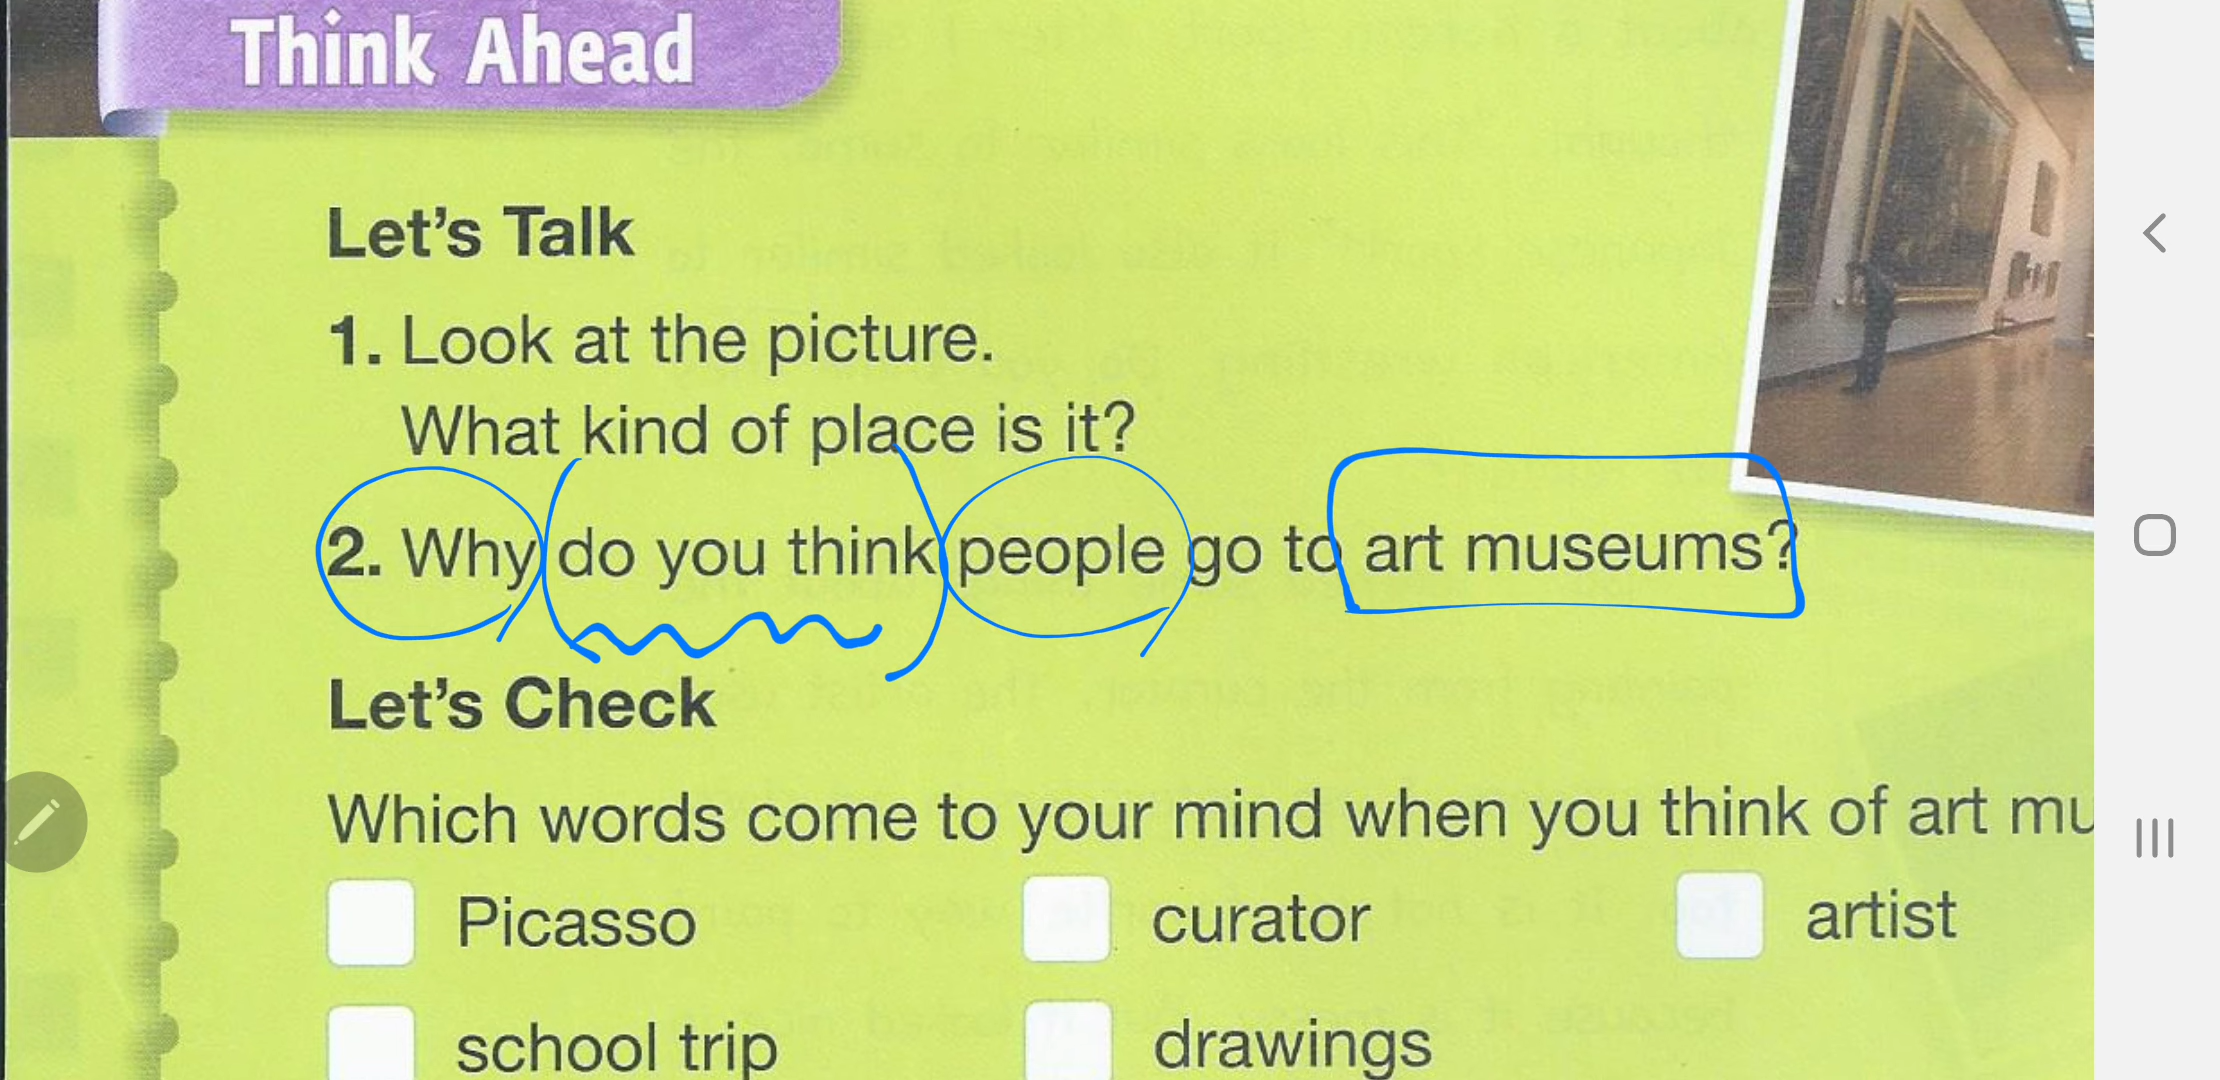 Think Ahead
Let's Talk
1. Look at the picture.
What kind of place is it?
2. Why do you think people go to art museums?
Let's Check
Which words come to your mind when you think of art
Picasso
curator
artist
school trip
drawings